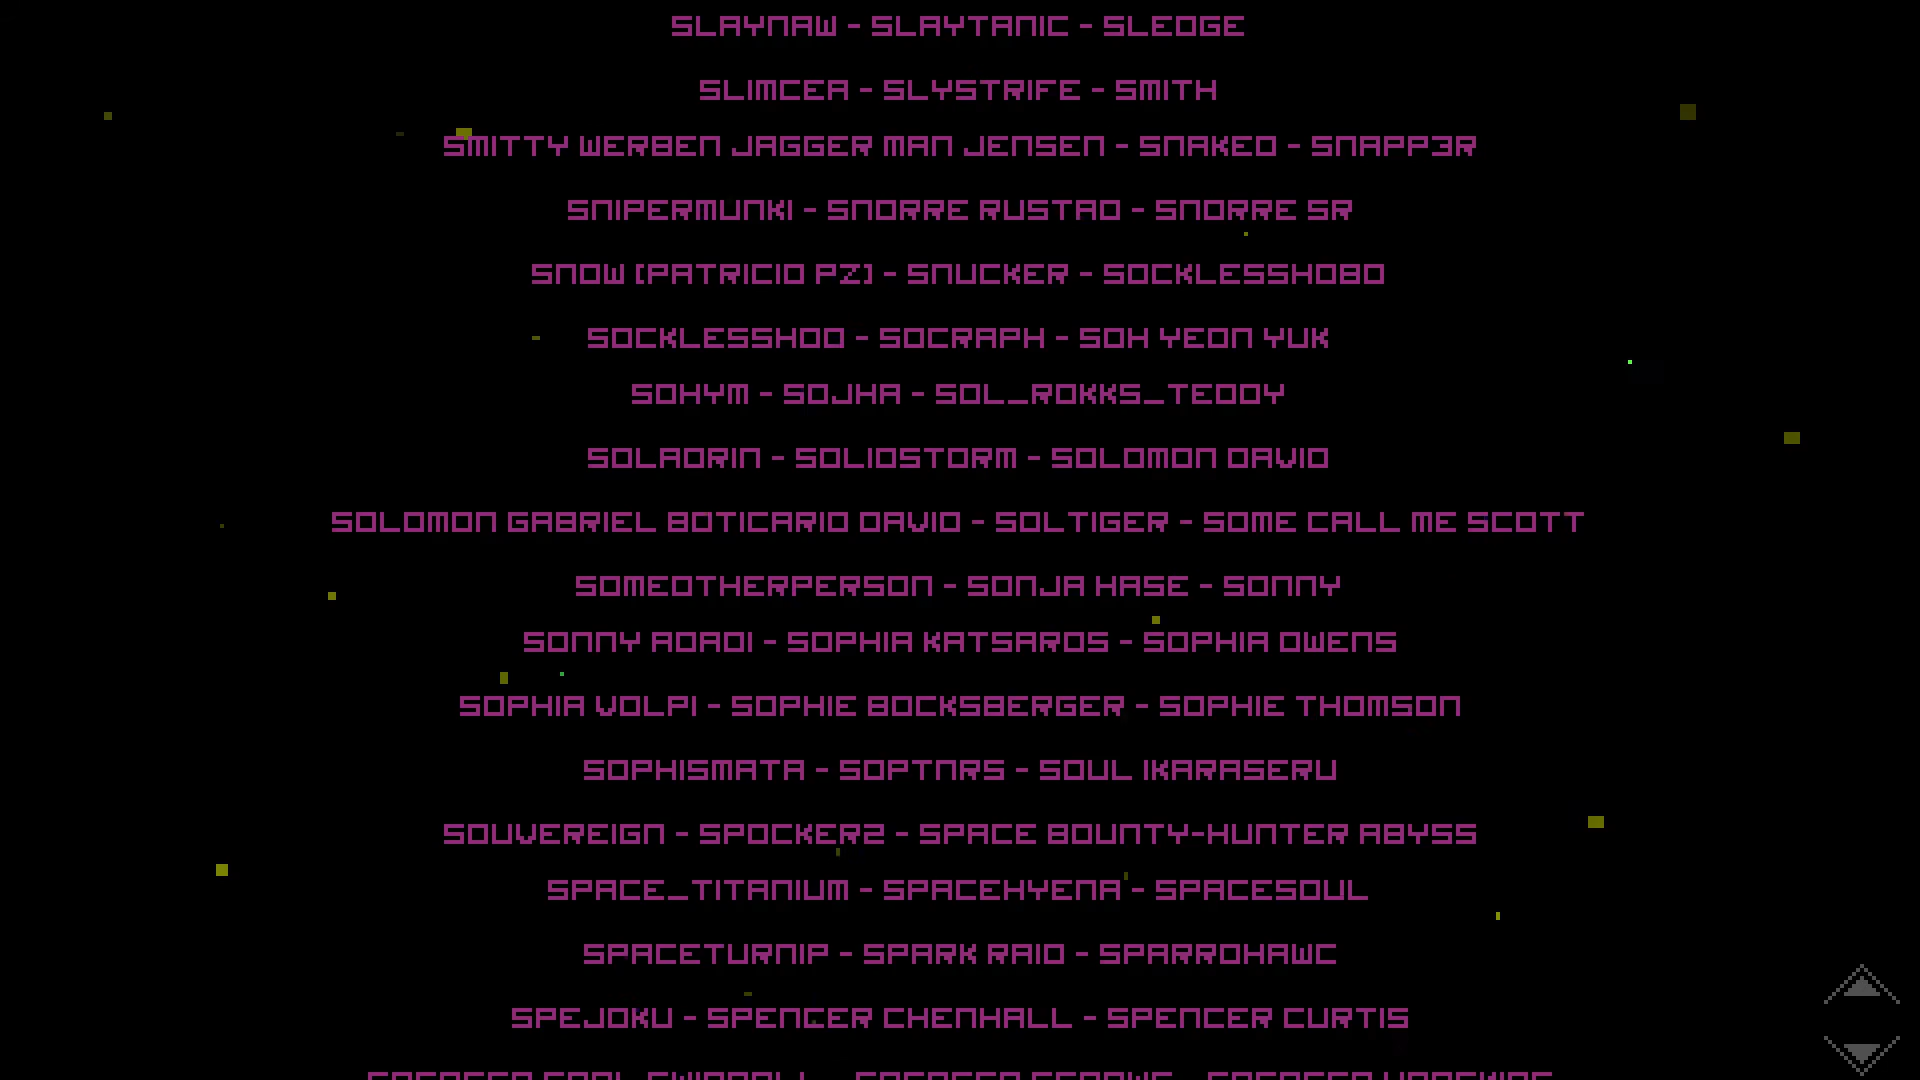 SLAYNAW - SLAYTANIC - SLEDGE
SLIMCEA - SLYSTRIFE - SMITH
SMITTY WERBEN JAGGER MAN JENSEN - SNAKEO - SNAPP3R
SNIPERMUNKI - SNORRE RUSTAD - SNORRE SR
SNOW [PATRICIO PZ] - SNUCKER - SOCKLESSHOBO
SOCKLESSHOO - SOCRAPH - SOH YEON YUK
SOHYM - SOJHA - SOL_ROKKS_TEDDY
SOLADRIN - SOLIDSTORM - SOLOMON DAVID
SOLOMON GABRIEL BOTICARIO DAVID - SOLTIGER - SOME CALL ME SCOTT
SOMEOTHERPERSON - SONJA HASE - SONNY
SONNY ADADI - SOPHIA KATSAROS - SOPHIA OWENS
SOPHIA VOLPI - SOPHIE BOCKSBERGER - SOPHIE THOMSON
SOPHISMATA - SOPTNRS - SOUL IKARASERU
SOUVEREIGN - SPOCKER2 - SPACE BOUNTY-HUNTER ABYSS
SPACE_TITANIUM - SPACEHYENA - SPACESOUL
SPACETURNIP - SPARK RAID - SPARROHAWC
SPEJOKU - SPENCER CHENHALL - SPENCER CURTIS